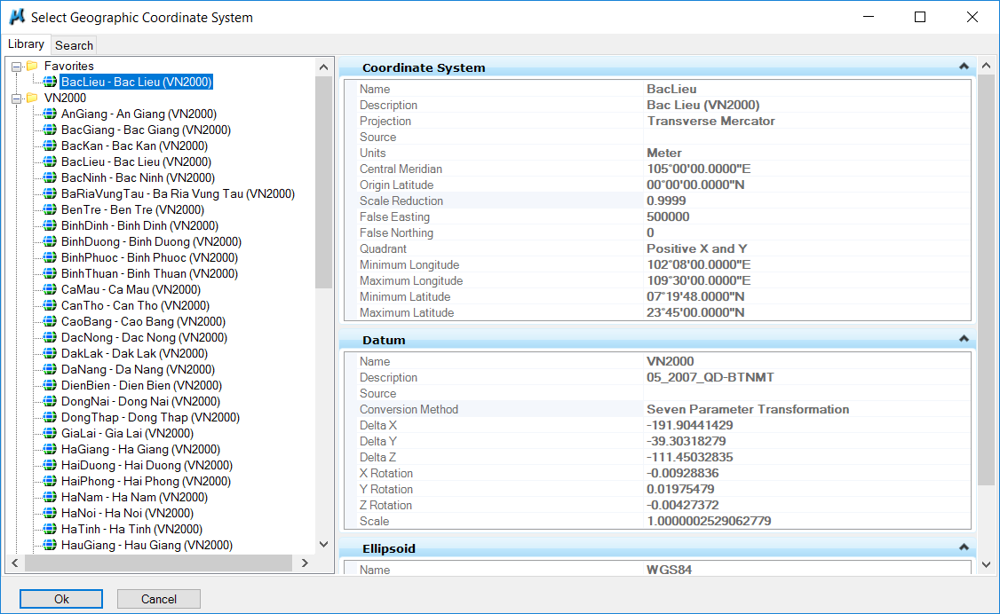 Select Geographic Coordinate System
Library
Search
Favorites
BacLieu - Bac Lieu (VN2000)
VN2000
AnGiang - An Giang (VN2000)
BacGiang - Bac Giang (VN2000)
BacKan - Bac Kan (VN2000)
BacLieu - Bac Lieu (VN2000)
BacNinh - Bac Ninh (VN2000)
BaRiaVungTau - Ba Ria Vung Tau (VN2000)
BenTre - Ben Tre (VN2000)
BinhDinh - Binh Dinh (VN2000)
BinhDuong - Binh Duong (VN2000)
BinhPhuoc - Binh Phuoc (VN2000)
BinhThuan - Binh Thuan (VN2000)
CaMau - Ca Mau (VN2000)
CanTho - Can Tho (VN2000)
CaoBang - Cao Bang (VN2000)
DacNong - Dac Nong (VN2000)
DakLak - Dak Lak (VN2000)
DaNang - Da Nang (VN2000)
DienBien - Dien Bien (VN2000)
DongNai - Dong Nai (VN2000)
DongThap - Dong Thap (VN2000)
GiaLai - Gia Lai (VN2000)
HaGiang - Ha Giang (VN2000)
HaiDuong - Hai Duong (VN2000)
HaiPhong - Hai Phong (VN2000)
HaNam - Ha Nam (VN2000)
HaNoi - Ha Noi (VN2000)
HaTinh - Ha Tinh (VN2000)
HauGiang - Hau Giang (VN2000)
Coordinate System
Name BacLieu
Description Bac Lieu (VN2000)
Projection Transverse Mercator
Source
Units Meter
Central Meridian 105°00'00.0000"E
Origin Latitude 00°00'00.0000"N
Scale Reduction 0.9999
False Easting 500000
False Northing 0
Quadrant Positive X and Y
Minimum Longitude 102°08'00.0000"E
Maximum Longitude 109°30'00.0000"E
Minimum Latitude 07°19'48.0000"N
Maximum Latitude 23°45'00.0000"N
Datum
Name VN2000
Description 05_2007_QD-BTNMT
Source
Conversion Method Seven Parameter Transformation
Delta X -191.90441429
Delta Y -39.30318279
Delta Z -111.45032835
X Rotation -0.00928836
Y Rotation 0.01975479
Z Rotation -0.00427372
Scale 1.0000002529062779
Ellipsoid
Name WGS84
Ok
Cancel